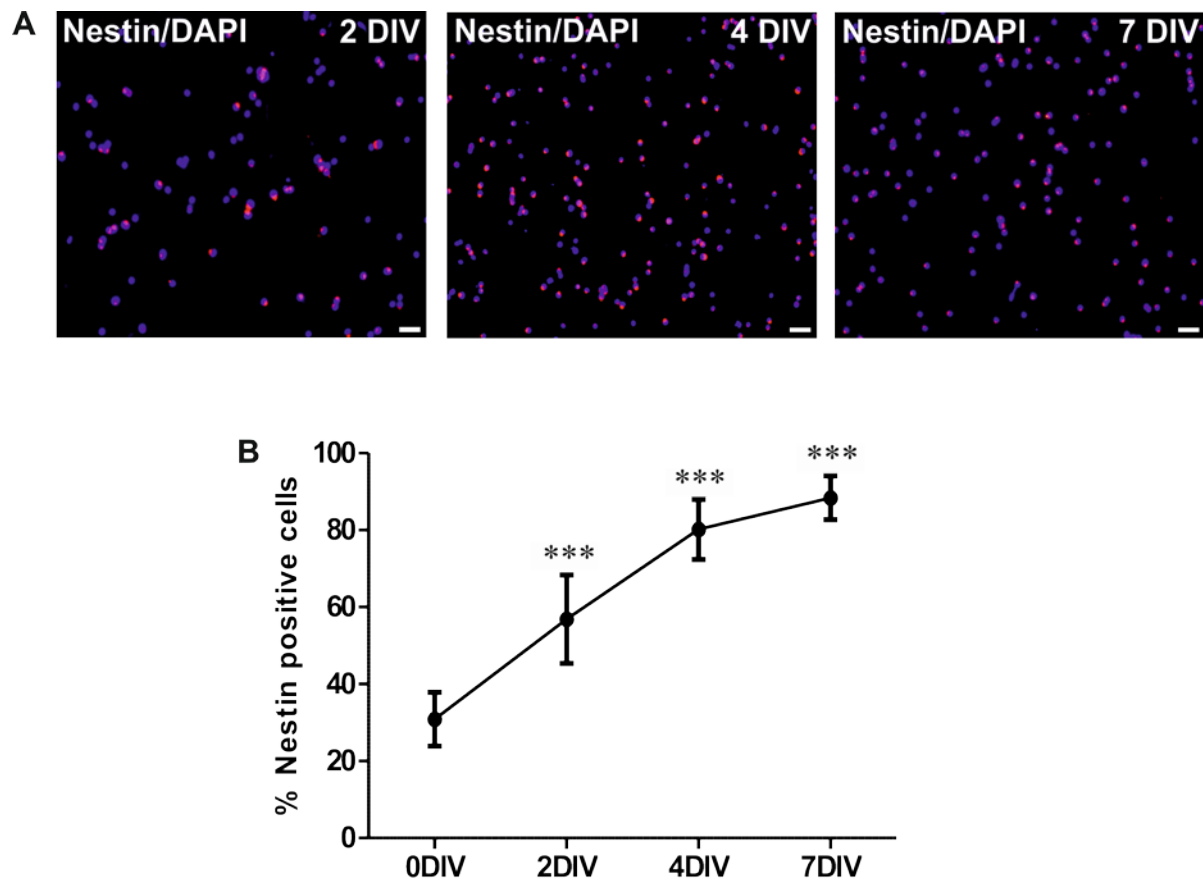 A
Nestin/DAPI 2 DIV
Nestin/DAPI 4 DIV
Nestin/DAPI 7 DIV
B
% Nestin positive cells
100
80
60
40
20
0
***
***
***
0DIV 2DIV 4DIV 7DIV